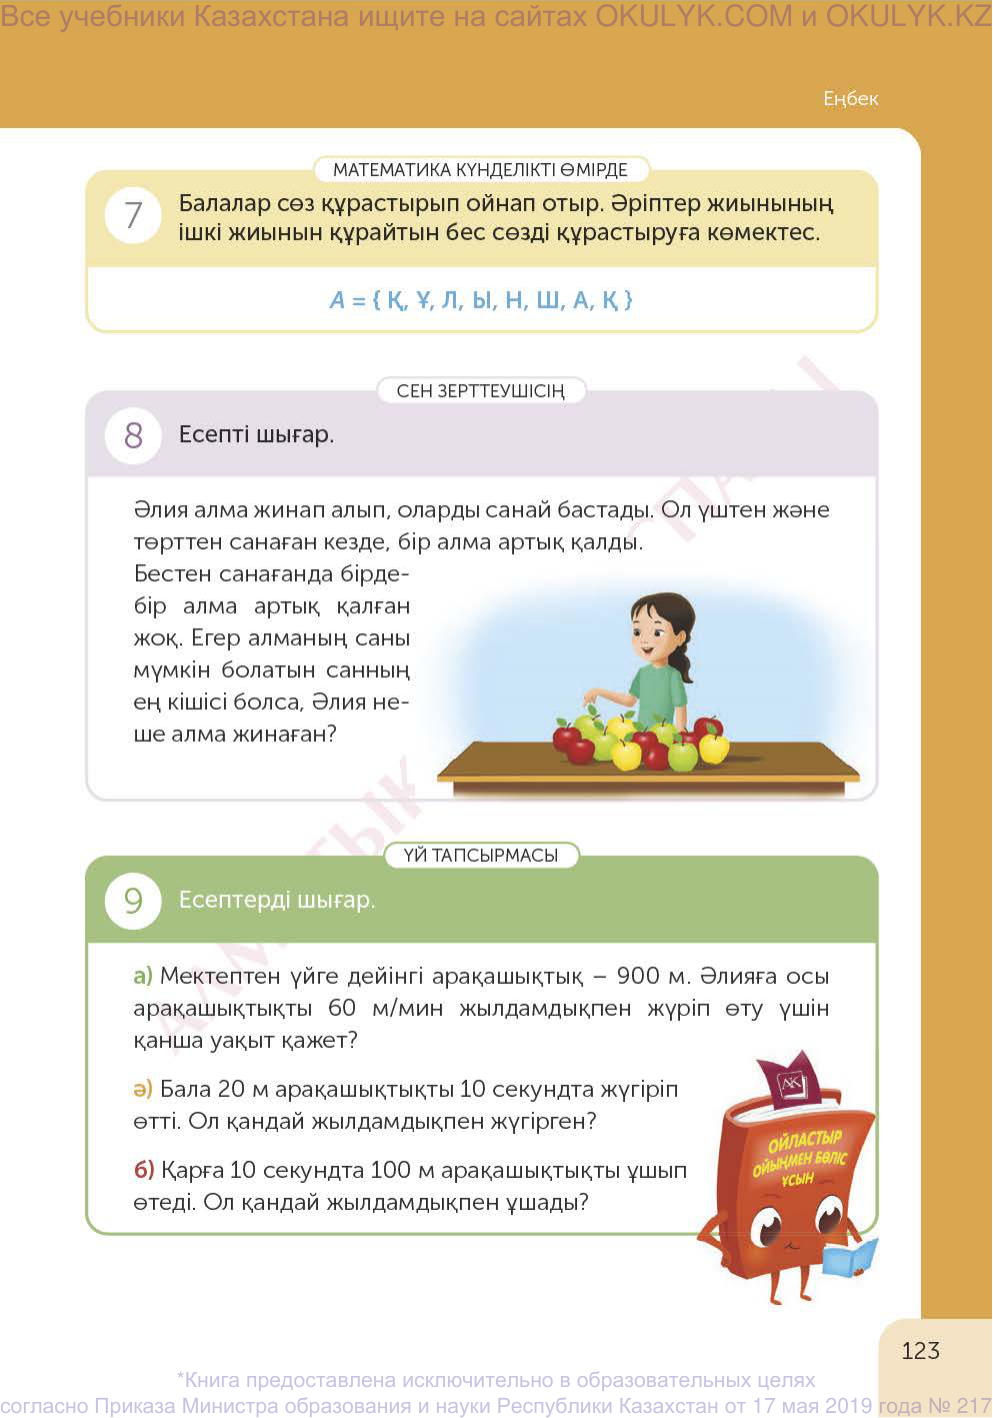 Все учебники Казахстана ищите на сайтах OKULYK.COM и OKULYK.KZ
Еңбек
МАТЕМАТИКА КҮНДЕЛІКТІ ӨМІРДЕ
7
Балалар сөз құрастырып ойнап отыр. Әріптер жиынының
ішкі жиынын құрайтын бес сөзді құрастыруға көмектес.
А = { Қ, Ұ, Л, Ы, Н, Ш, А, Қ }
СЕН ЗЕРТТЕУШІСІҢ
8
Есепті шығар.
Әлия алма жинап алып, оларды санай бастады. Ол үштен және
төрттен санаған кезде, бір алма артық қалды.
Бестен санағанда бірде-
бір алма артық қалған
жоқ. Егер алманың саны
мүмкін болатын санның
ең кішісі болса, Әлия не-
ше алма жинаған?
ҮЙ ТАПСЫРМАСЫ
9
Есептерді шығар.
а) Мектептен үйге дейінгі арақашықтық – 900 м. Әлияға осы
арақашықтықты 60 м/мин жылдамдықпен жүріп өту үшін
қанша уақыт қажет?
ә) Бала 20 м арақашықтықты 10 секундта жүгіріп
өтті. Ол қандай жылдамдықпен жүгірген?
б) Қарға 10 секундта 100 м арақашықтықты ұшып
өтеді. Ол қандай жылдамдықпен ұшады?
АК
ОЙЛАСТЫР
ОЙЫҢМЕН БӨЛІС
ҰСЫН
123
*Книга предоставлена исключительно в образовательных целях
согласно Приказа Министра образования и науки Республики Казахстан от 17 мая 2019 года № 217